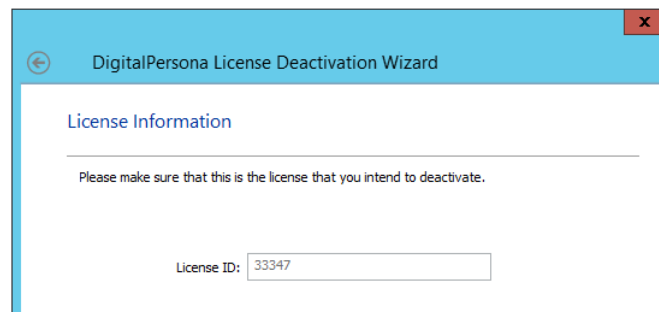 x
DigitalPersona License Deactivation Wizard
License Information
Please make sure that this is the license that you intend to deactivate.
License ID: 33347